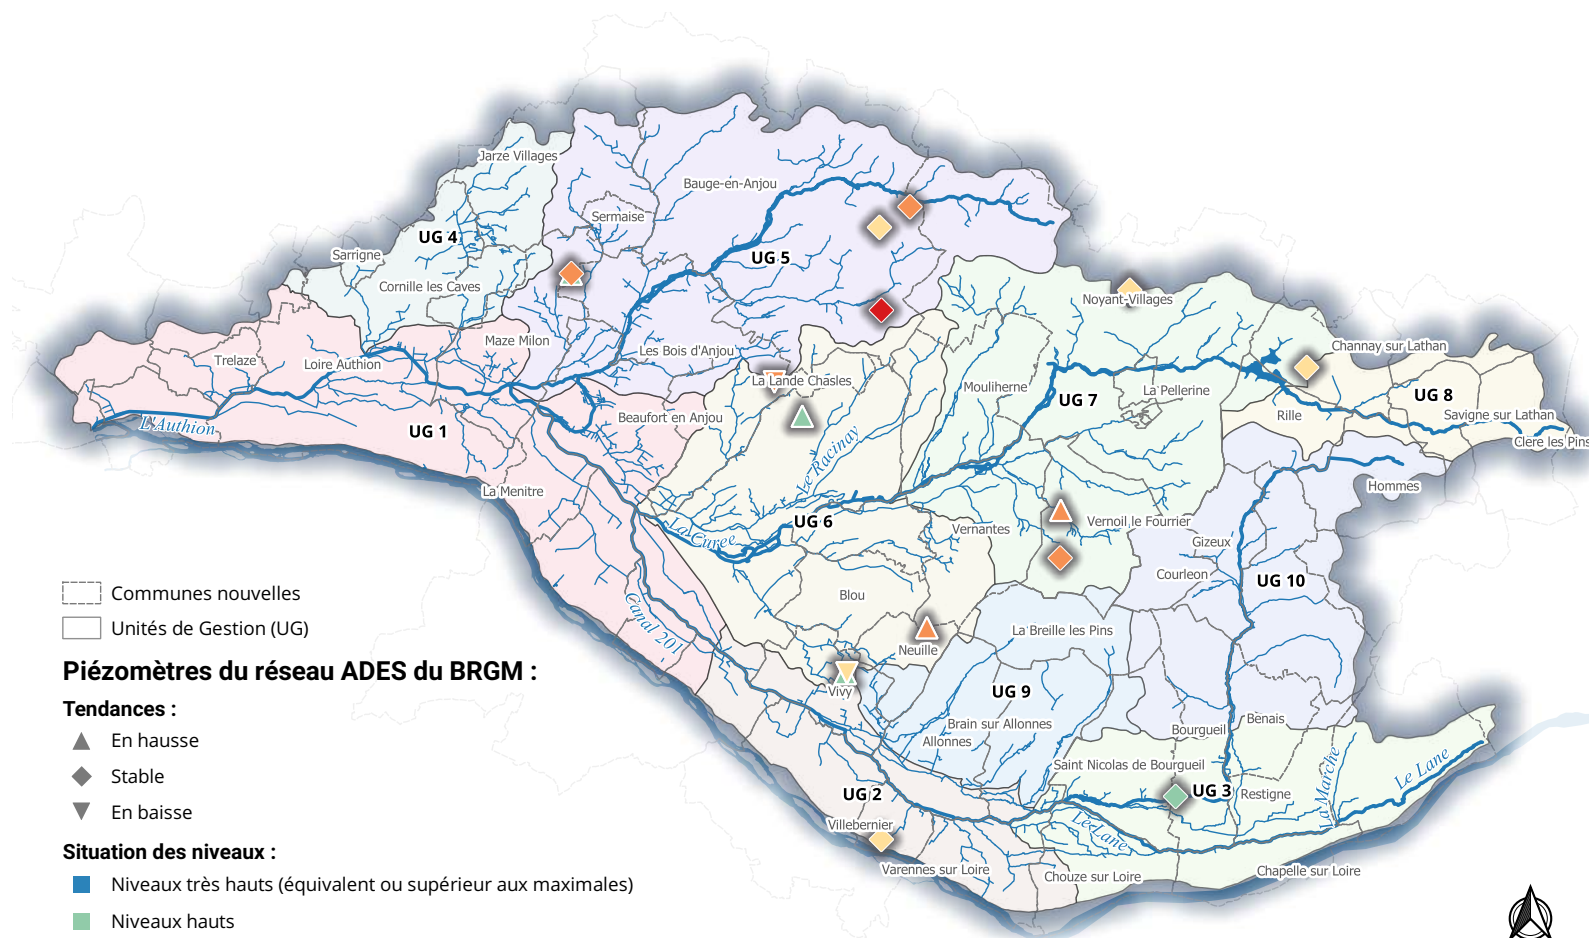 Jarze Villages
Bauge-en-Anjou
Sermaise
UG 4
Sarrigne
UG 5
Cornille les Caves
Noyant-Villages
Maze Milon
Les Bois d'Anjou
Channay sur Lathan
Trelaze
Loire Authion
La Lande Chasles
Mouliherne
La Pellerine
UG 7
UG 8
Rille
Savigne sur Lathan
Beaufort en Anjou
L'Authion
UG 1
Clere les Pins
Le Racinay
La Menitre
Hommes
UG 6
Vernantes
Vernoil le Fourrier
La Curee
Gizeux
Courleon
UG 10
Blou
Canal 201
La Breille les Pins
Neuille
Vivy
UG 9
Brain sur Allonnes
Allonnes
Bourgueil
Benais
Saint Nicolas de Bourgueil
Le Lane
La Marche
UG 2
UG 3
Restigne
Villebernier
Le Lane
Varennes sur Loire
Chouze sur Loire
Chapelle sur Loire
Communes nouvelles
Unités de Gestion (UG)
Piézomètres du réseau ADES du BRGM :
Tendances :
En hausse
Stable
En baisse
Situation des niveaux :
Niveaux très hauts (équivalent ou supérieur aux maximales)
Niveaux hauts